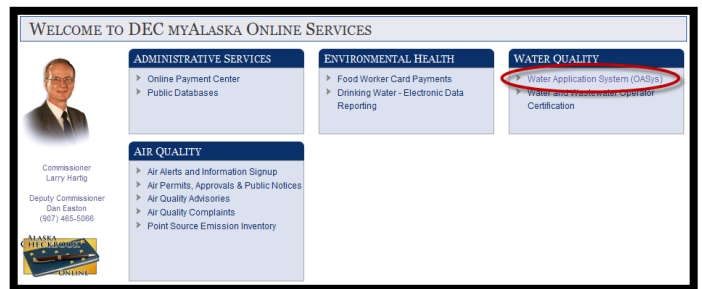 WELCOME TO DEC MYALASKA ONLINE SERVICES
ADMINISTRATIVE SERVICES
Online Payment Center
Public Databases
ENVIRONMENTAL HEALTH
Food Worker Card Payments
Drinking Water - Electronic Data
Reporting
WATER QUALITY
Water Application System (OASys)
Water and Wastewater Operator
Certification
AIR QUALITY
Air Alerts and Information Signup
Air Permits, Approvals & Public Notices
Air Quality Advisories
Air Quality Complaints
Point Source Emission Inventory
Commissioner
Larry Hartig
Deputy Commissioner
Dan Easton
(907) 465-5066
ALASKA
CHECKBOOK
ONLINE